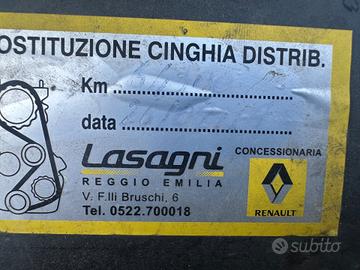 OSTITUZIONE CINGHIA DISTRIB.
Km
data
Lasagni
REGGIO EMILIA
V. F.lli Bruschi, 6
Tel. 0522.700018
CONCESSIONARIA
RENAULT
subito